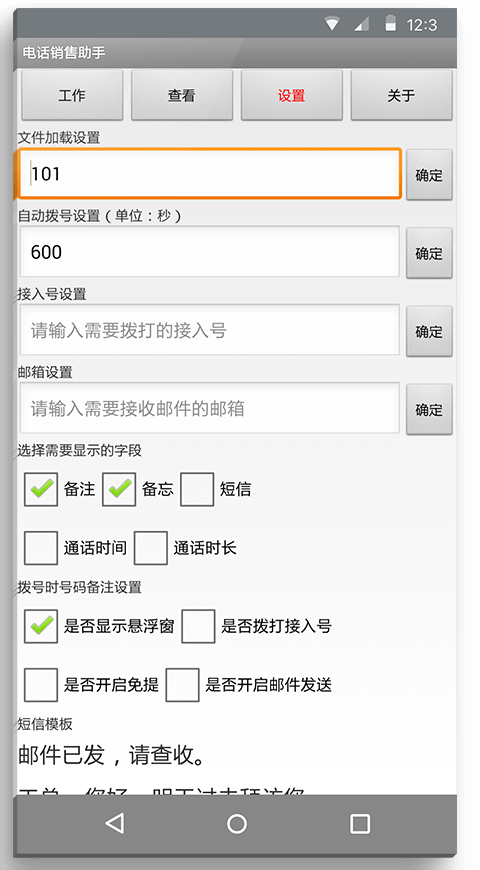 12:3
电话销售助手
工作 查看 设置 关于
文件加载设置
101 确定
自动拨号设置（单位：秒）
600 确定
接入号设置
请输入需要拨打的接入号 确定
邮箱设置
请输入需要接收邮件的邮箱 确定
选择需要显示的字段
备注 备忘 短信
通话时间 通话时长
拨号时号码备注设置
是否显示悬浮窗 是否拨打接入号
是否开启免提 是否开启邮件发送
短信模板
邮件已发，请查收。